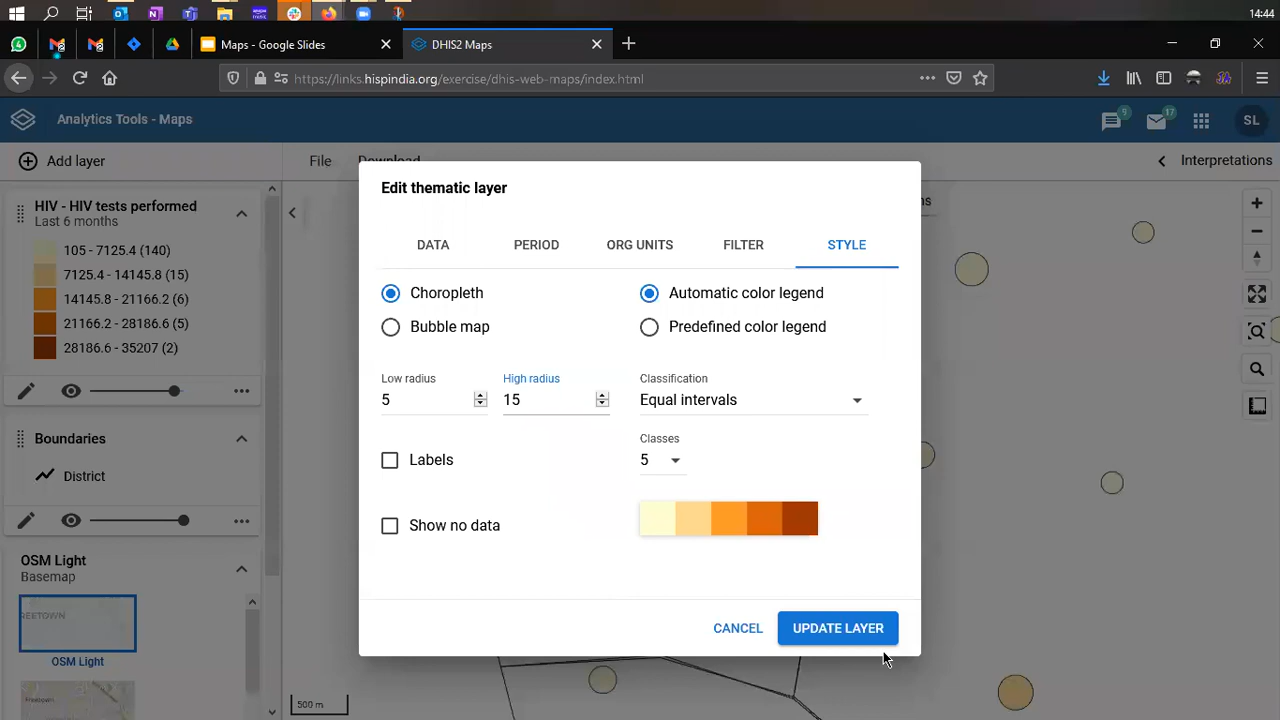 14:44
Maps - Google Slides
DHIS2 Maps
https://links.hispindia.org/exercise/dhis-web-maps/index.html
Analytics Tools - Maps
9
17
SL
Add layer
File
Download
Interpretations
HIV - HIV tests performed
Last 6 months
105 - 7125.4 (140)
7125.4 - 14145.8 (15)
14145.8 - 21166.2 (6)
21166.2 - 28186.6 (5)
28186.6 - 35207 (2)
Boundaries
District
OSM Light
Basemap
REETOWN
OSM Light
Edit thematic layer
DATA
PERIOD
ORG UNITS
FILTER
STYLE
Choropleth
Automatic color legend
Bubble map
Predefined color legend
Low radius
High radius
Classification
5
15
Equal intervals
Classes
Labels
5
Show no data
CANCEL
UPDATE LAYER
500 m